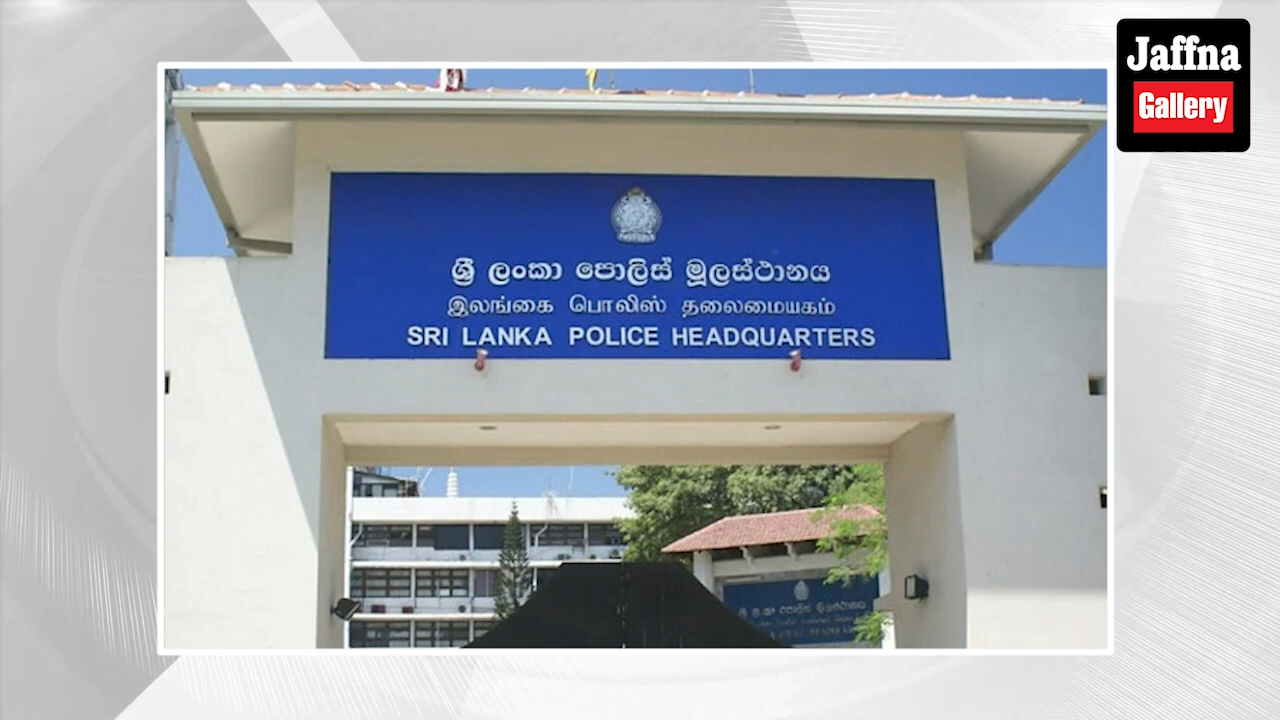 Jaffna
Gallery
ශ්‍රී ලංකා පොලිස් මූලස්ථානය
இலங்கை பொலிஸ் தலைமையகம்
SRI LANKA POLICE HEADQUARTERS